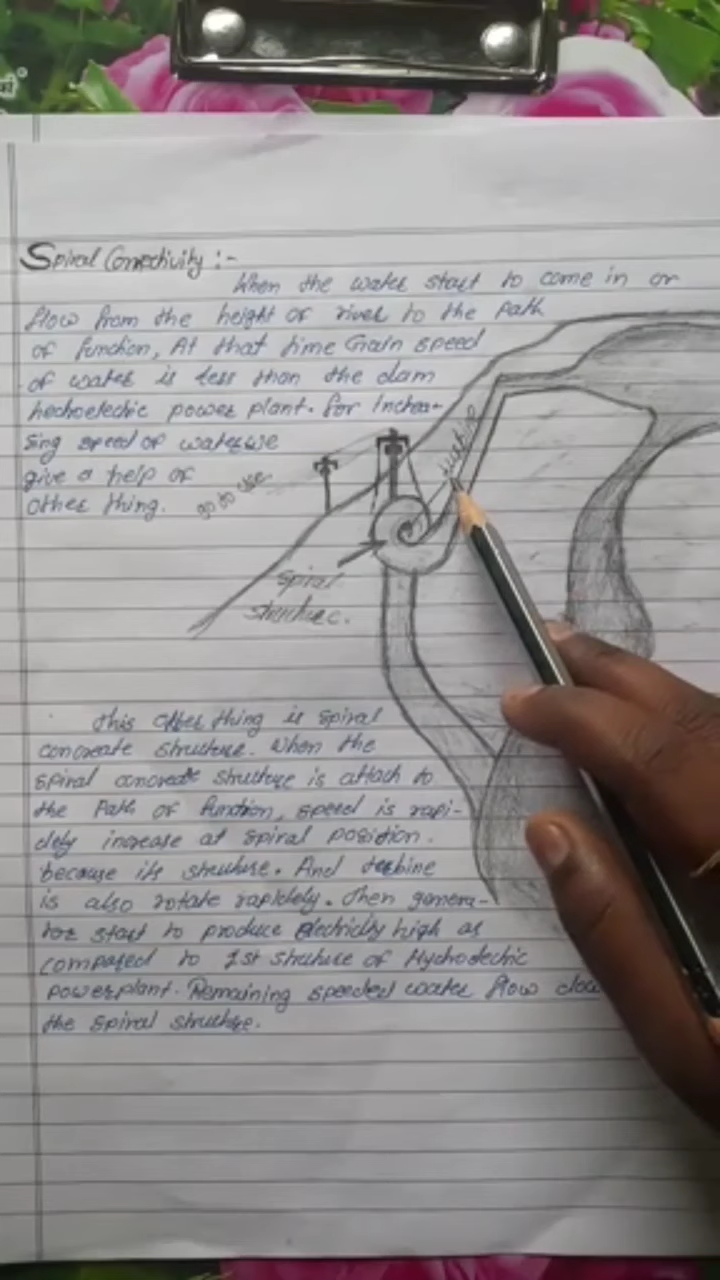 Spiral Connectivity :-
When the water start to come in or
flow from the height of river to the path
of function, At that time Grain speed
of water is less than the dam
hedroelectric power plant. for Increa-
sing speed of water we
give a help of
other thing.
go to use
Spiral
structure.
this other thing is spiral
concreate structure. When the
spiral concreate structure is attach to
the Path of function, speed is rapi-
dely increase at spiral position.
because its structure. And turbine
is also rotate rapidely. then genera-
tor start to produce Electricity high as
compared to 1st structure of Hydroelectric
powerplant. Remaining speeded water flow
the spiral structure.